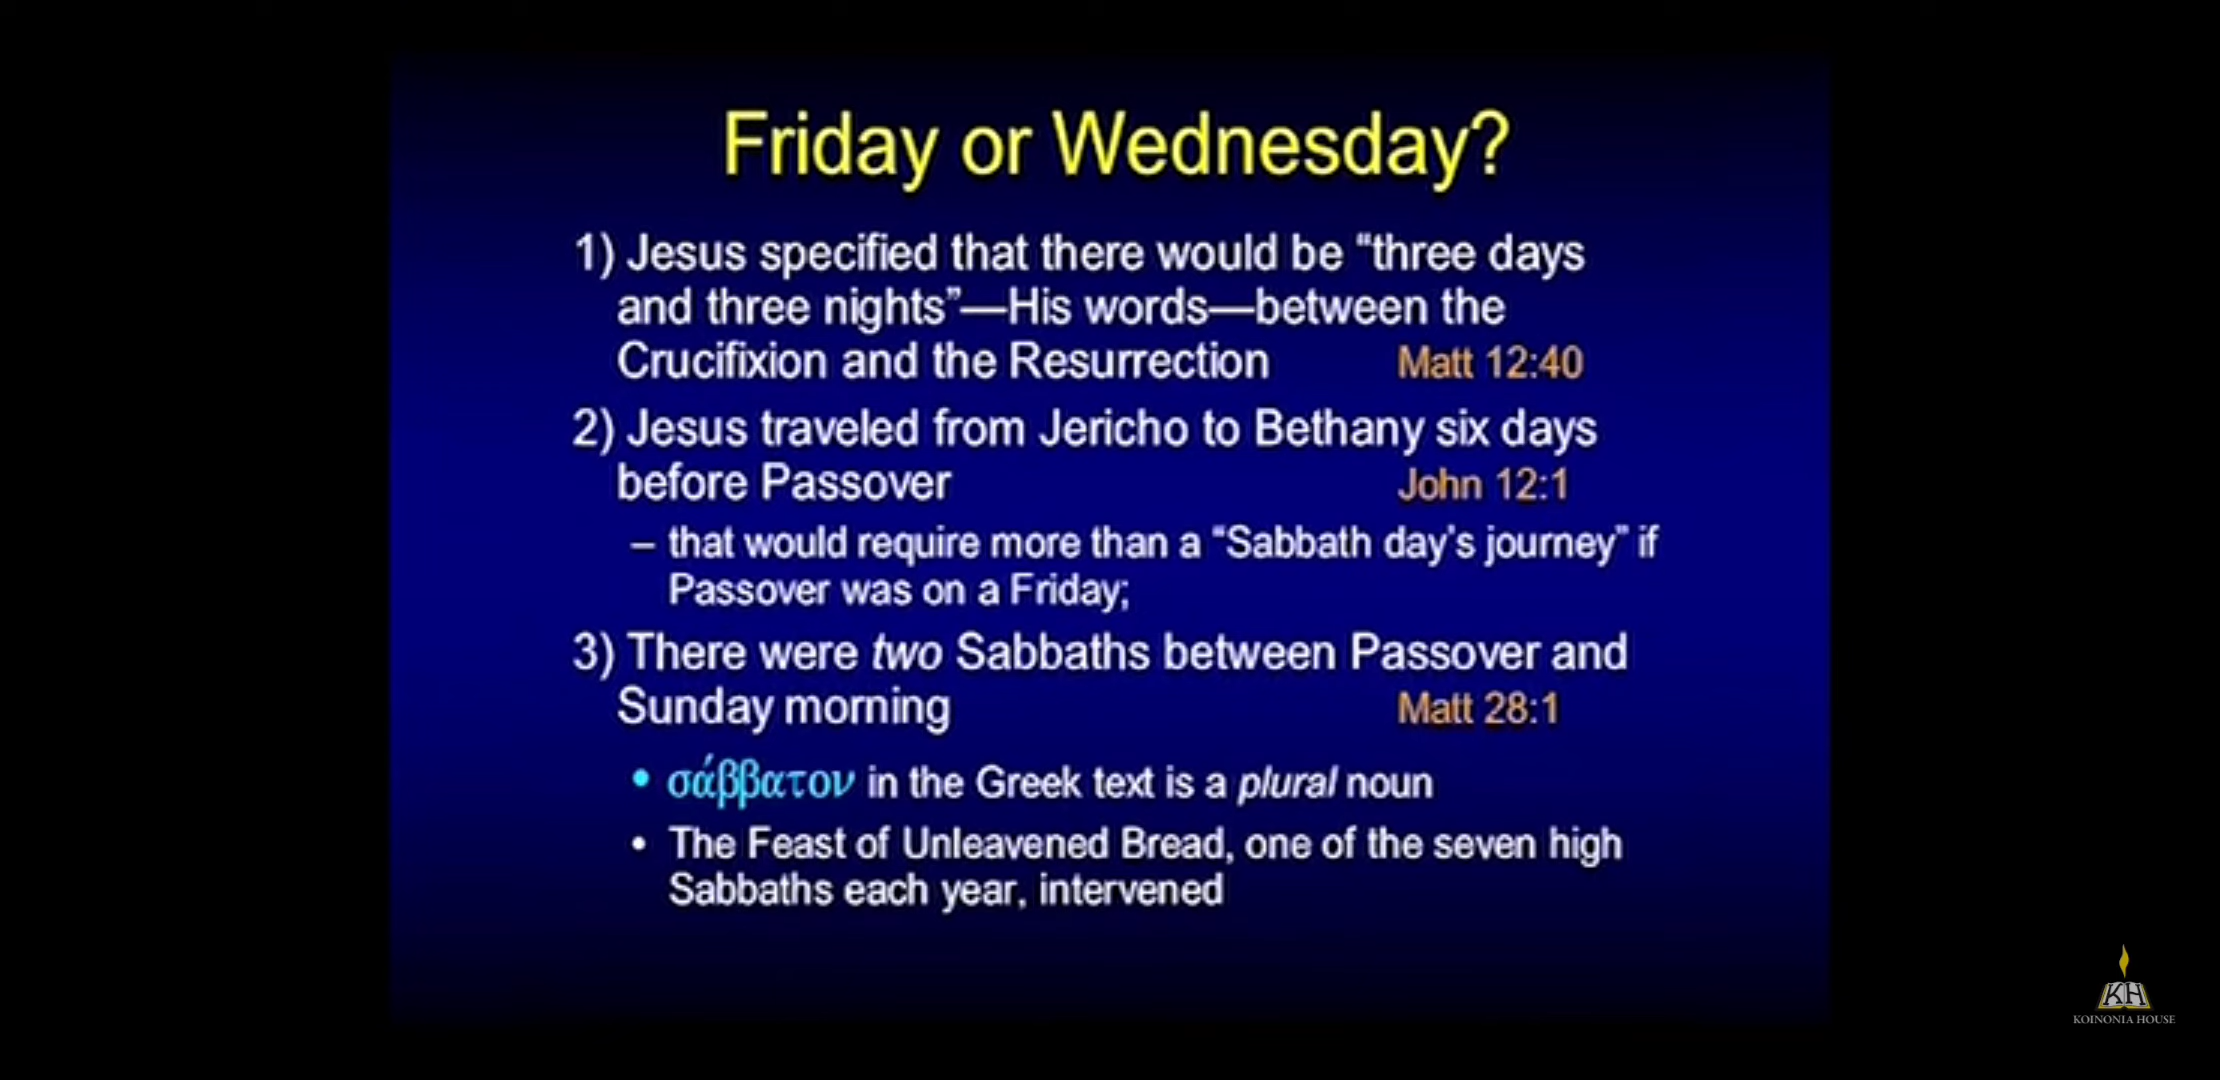 Friday or Wednesday?
1) Jesus specified that there would be “three days
and three nights”—His words—between the
Crucifixion and the Resurrection Matt 12:40
2) Jesus traveled from Jericho to Bethany six days
before Passover John 12:1
– that would require more than a “Sabbath day’s journey” if
Passover was on a Friday;
3) There were two Sabbaths between Passover and
Sunday morning Matt 28:1
• σάββατον in the Greek text is a plural noun
• The Feast of Unleavened Bread, one of the seven high
Sabbaths each year, intervened
KH
KOINONIA HOUSE